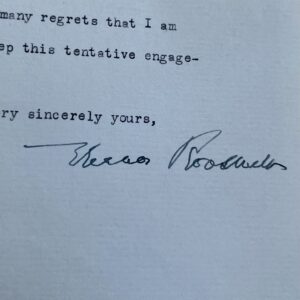 many regrets that I am
ep this tentative engage-
ry sincerely yours,
Eleanor Roosevelt